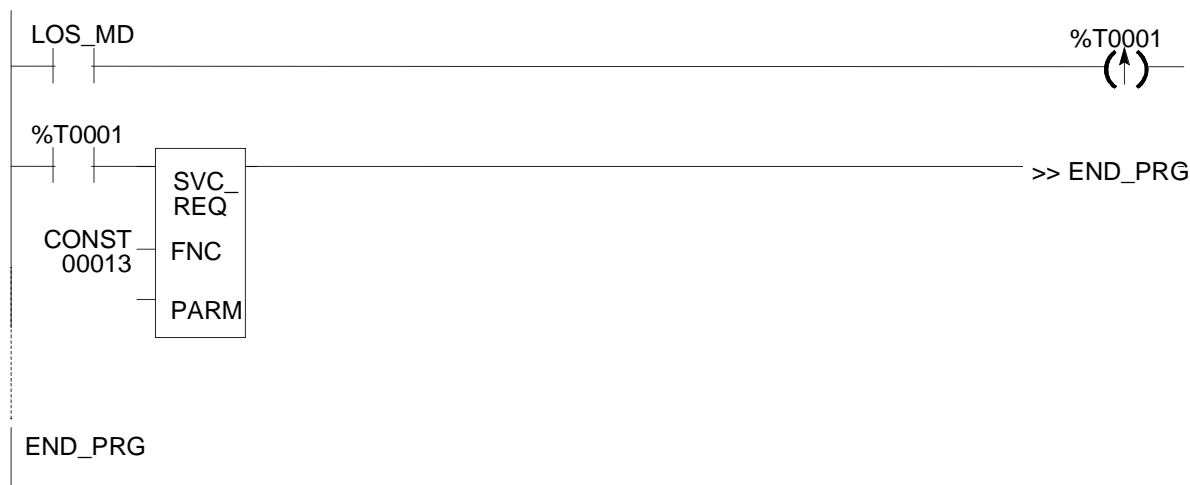 LOS_MD
%T0001
%T0001
SVC_
REQ
>> END_PRG
CONST
00013
FNC
PARM
END_PRG